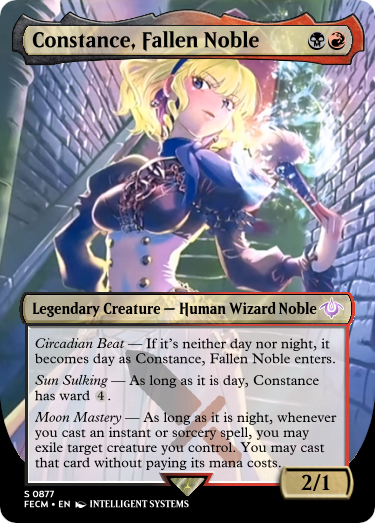 Constance, Fallen Noble
Legendary Creature — Human Wizard Noble
Circadian Beat — If it's neither day nor night, it
becomes day as Constance, Fallen Noble enters.
Sun Sulking — As long as it is day, Constance
has ward 4.
Moon Mastery — As long as it is night, whenever
you cast an instant or sorcery spell, you may
exile target creature you control. You may cast
that card without paying its mana costs.
2/1
S 0877
FECM • EN INTELLIGENT SYSTEMS